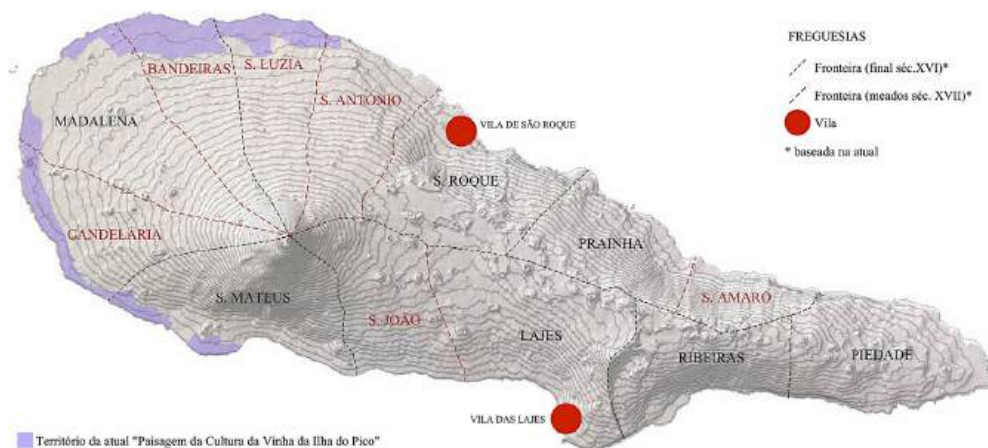 FREGUESIAS
Fronteira (final séc.XVI)*
Fronteira (meados séc. XVII)*
Vila
* baseada na atual
BANDEIRAS
S. LUZIA
S. ANTÓNIO
MADALENA
VILA DE SÃO ROQUE
S. ROQUE
CANDELÁRIA
PRAINHA
S. MATEUS
S. AMARO
S. JOÃO
LAJES
RIBEIRAS
PIEDADE
VILA DAS LAJES
Território da atual "Paisagem da Cultura da Vinha da Ilha do Pico"